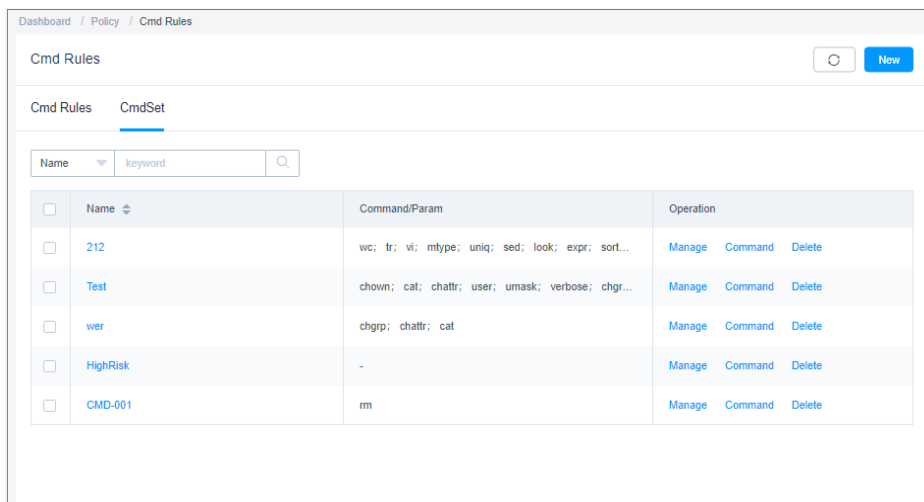 Dashboard / Policy / Cmd Rules
Cmd Rules
New
Cmd Rules CmdSet
Name keyword
Name Command/Param Operation
212 wc; tr; vi; mtype; uniq; sed; look; expr; sort... Manage Command Delete
Test chown; cat; chattr; user; umask; verbose; chgr... Manage Command Delete
wer chgrp; chattr; cat Manage Command Delete
HighRisk - Manage Command Delete
CMD-001 rm Manage Command Delete